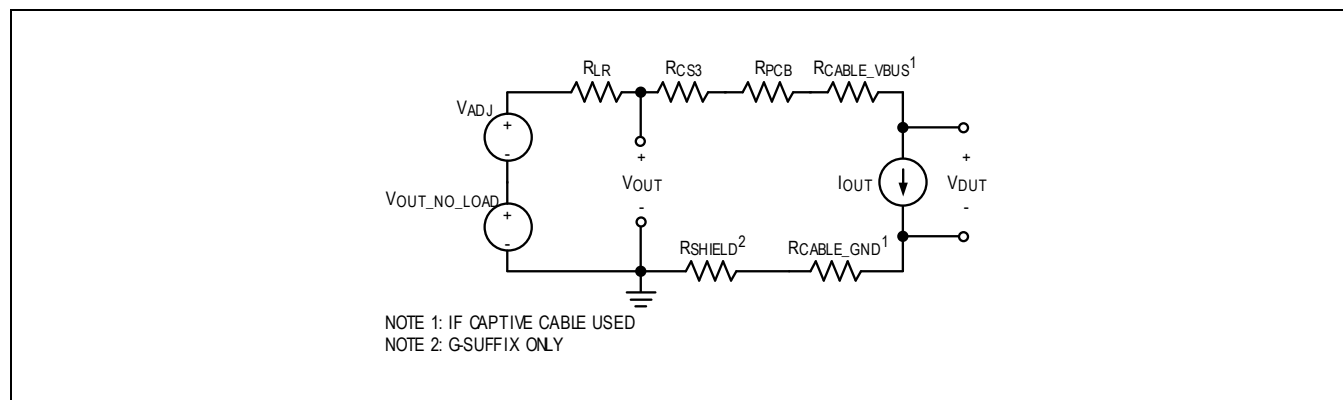 RLR
RCS3
RPCB
RCABLE_VBUS1
VADJ
+
-
+
VOUT
-
IOUT
+
VDUT
-
VOUT_NO_LOAD
+
-
RSHIELD2
RCABLE_GND1
NOTE 1: IF CAPTIVE CABLE USED
NOTE 2: G-SUFFIX ONLY